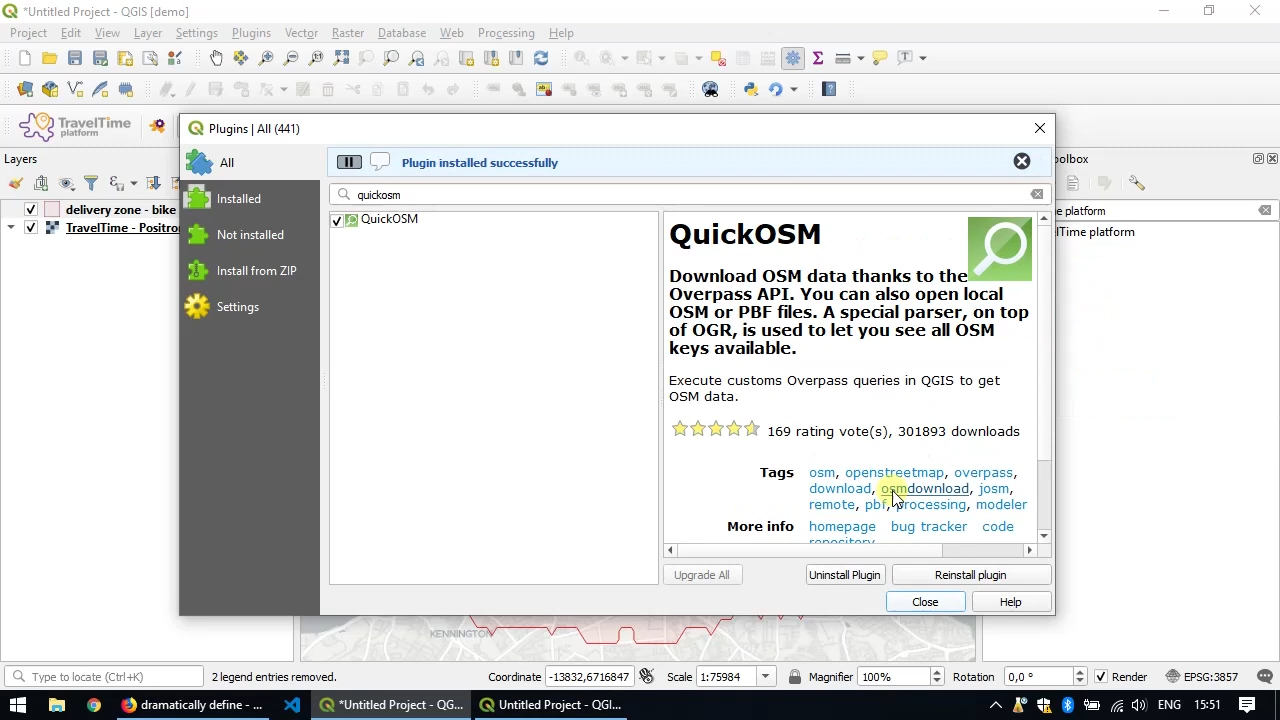 *Untitled Project - QGIS [demo]
Project Edit View Layer Settings Plugins Vector Raster Database Web Processing Help
TravelTime
platform
Plugins | All (441)
Layers
oolbox
All
Plugin installed successfully
Installed
quickosm
delivery zone - bike
QuickOSM
e platform
TravelTime - Positron
elTime platform
Not installed
Install from ZIP
Settings
QuickOSM
Download OSM data thanks to the
Overpass API. You can also open local
OSM or PBF files. A special parser, on top
of OGR, is used to let you see all OSM
keys available.
Execute customs Overpass queries in QGIS to get
OSM data.
169 rating vote(s), 301893 downloads
Tags osm, openstreetmap, overpass,
download, osmdownload, josm,
remote, pbf, processing, modeler
More info homepage bug tracker code
repository
Upgrade All Uninstall Plugin Reinstall plugin
Close Help
KENNINGTON
Type to locate (Ctrl+K) 2 legend entries removed. Coordinate -13832,6716847 Scale 1:75984 Magnifier 100% Rotation 0,0 ° Render EPSG:3857
dramatically define - ... *Untitled Project - QG... Untitled Project - QGI... ENG 15:51